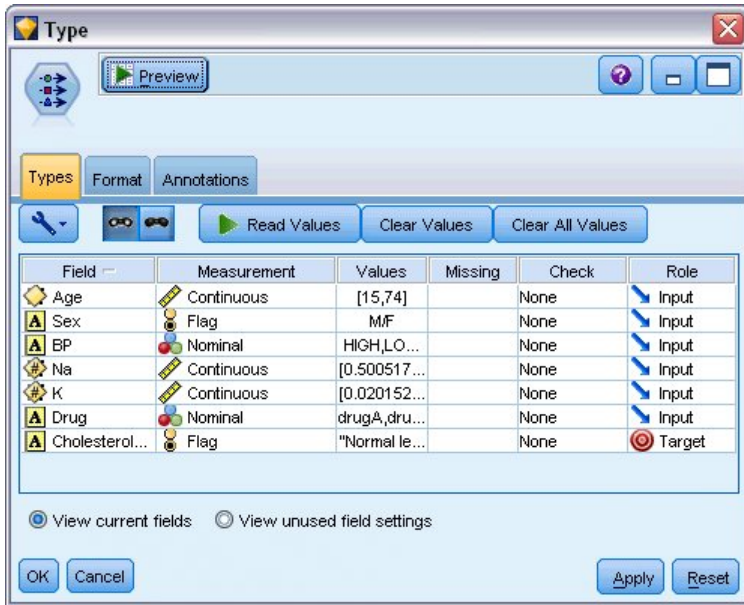 Type
Preview
Types Format Annotations
Read Values Clear Values Clear All Values
Field Measurement Values Missing Check Role
Age Continuous [15,74] None Input
A Sex Flag M/F None Input
A BP Nominal HIGH,LO... None Input
# Na Continuous [0.500517... None Input
# K Continuous [0.020152... None Input
A Drug Nominal drugA,dru... None Input
A Cholesterol... Flag "Normal le... None Target
View current fields View unused field settings
OK Cancel Apply Reset